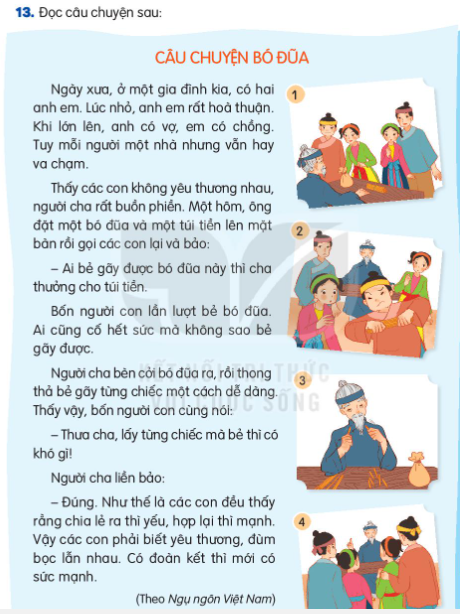 13. Đọc câu chuyện sau:
CÂU CHUYỆN BÓ ĐŨA
Ngày xưa, ở một gia đình kia, có hai
anh em. Lúc nhỏ, anh em rất hoà thuận.
Khi lớn lên, anh có vợ, em có chồng.
Tuy mỗi người một nhà nhưng vẫn hay
va chạm.
Thấy các con không yêu thương nhau,
người cha rất buồn phiền. Một hôm, ông
đặt một bó đũa và một túi tiền lên mặt
bàn rồi gọi các con lại và bảo:
– Ai bẻ gãy được bó đũa này thì cha
thưởng cho túi tiền.
Bốn người con lần lượt bẻ bó đũa.
Ai cũng cố hết sức mà không sao bẻ
gãy được.
Người cha bèn cởi bó đũa ra, rồi thong
thả bẻ gãy từng chiếc một cách dễ dàng.
Thấy vậy, bốn người con cùng nói:
– Thưa cha, lấy từng chiếc mà bẻ thì có
khó gì!
Người cha liền bảo:
– Đúng. Như thế là các con đều thấy
rằng chia lẻ ra thì yếu, hợp lại thì mạnh.
Vậy các con phải biết yêu thương, đùm
bọc lẫn nhau. Có đoàn kết thì mới có
sức mạnh.
(Theo Ngụ ngôn Việt Nam)
1
2
3
4
KẾT NỐI TRI THỨC
VỚI CUỘC SỐNG